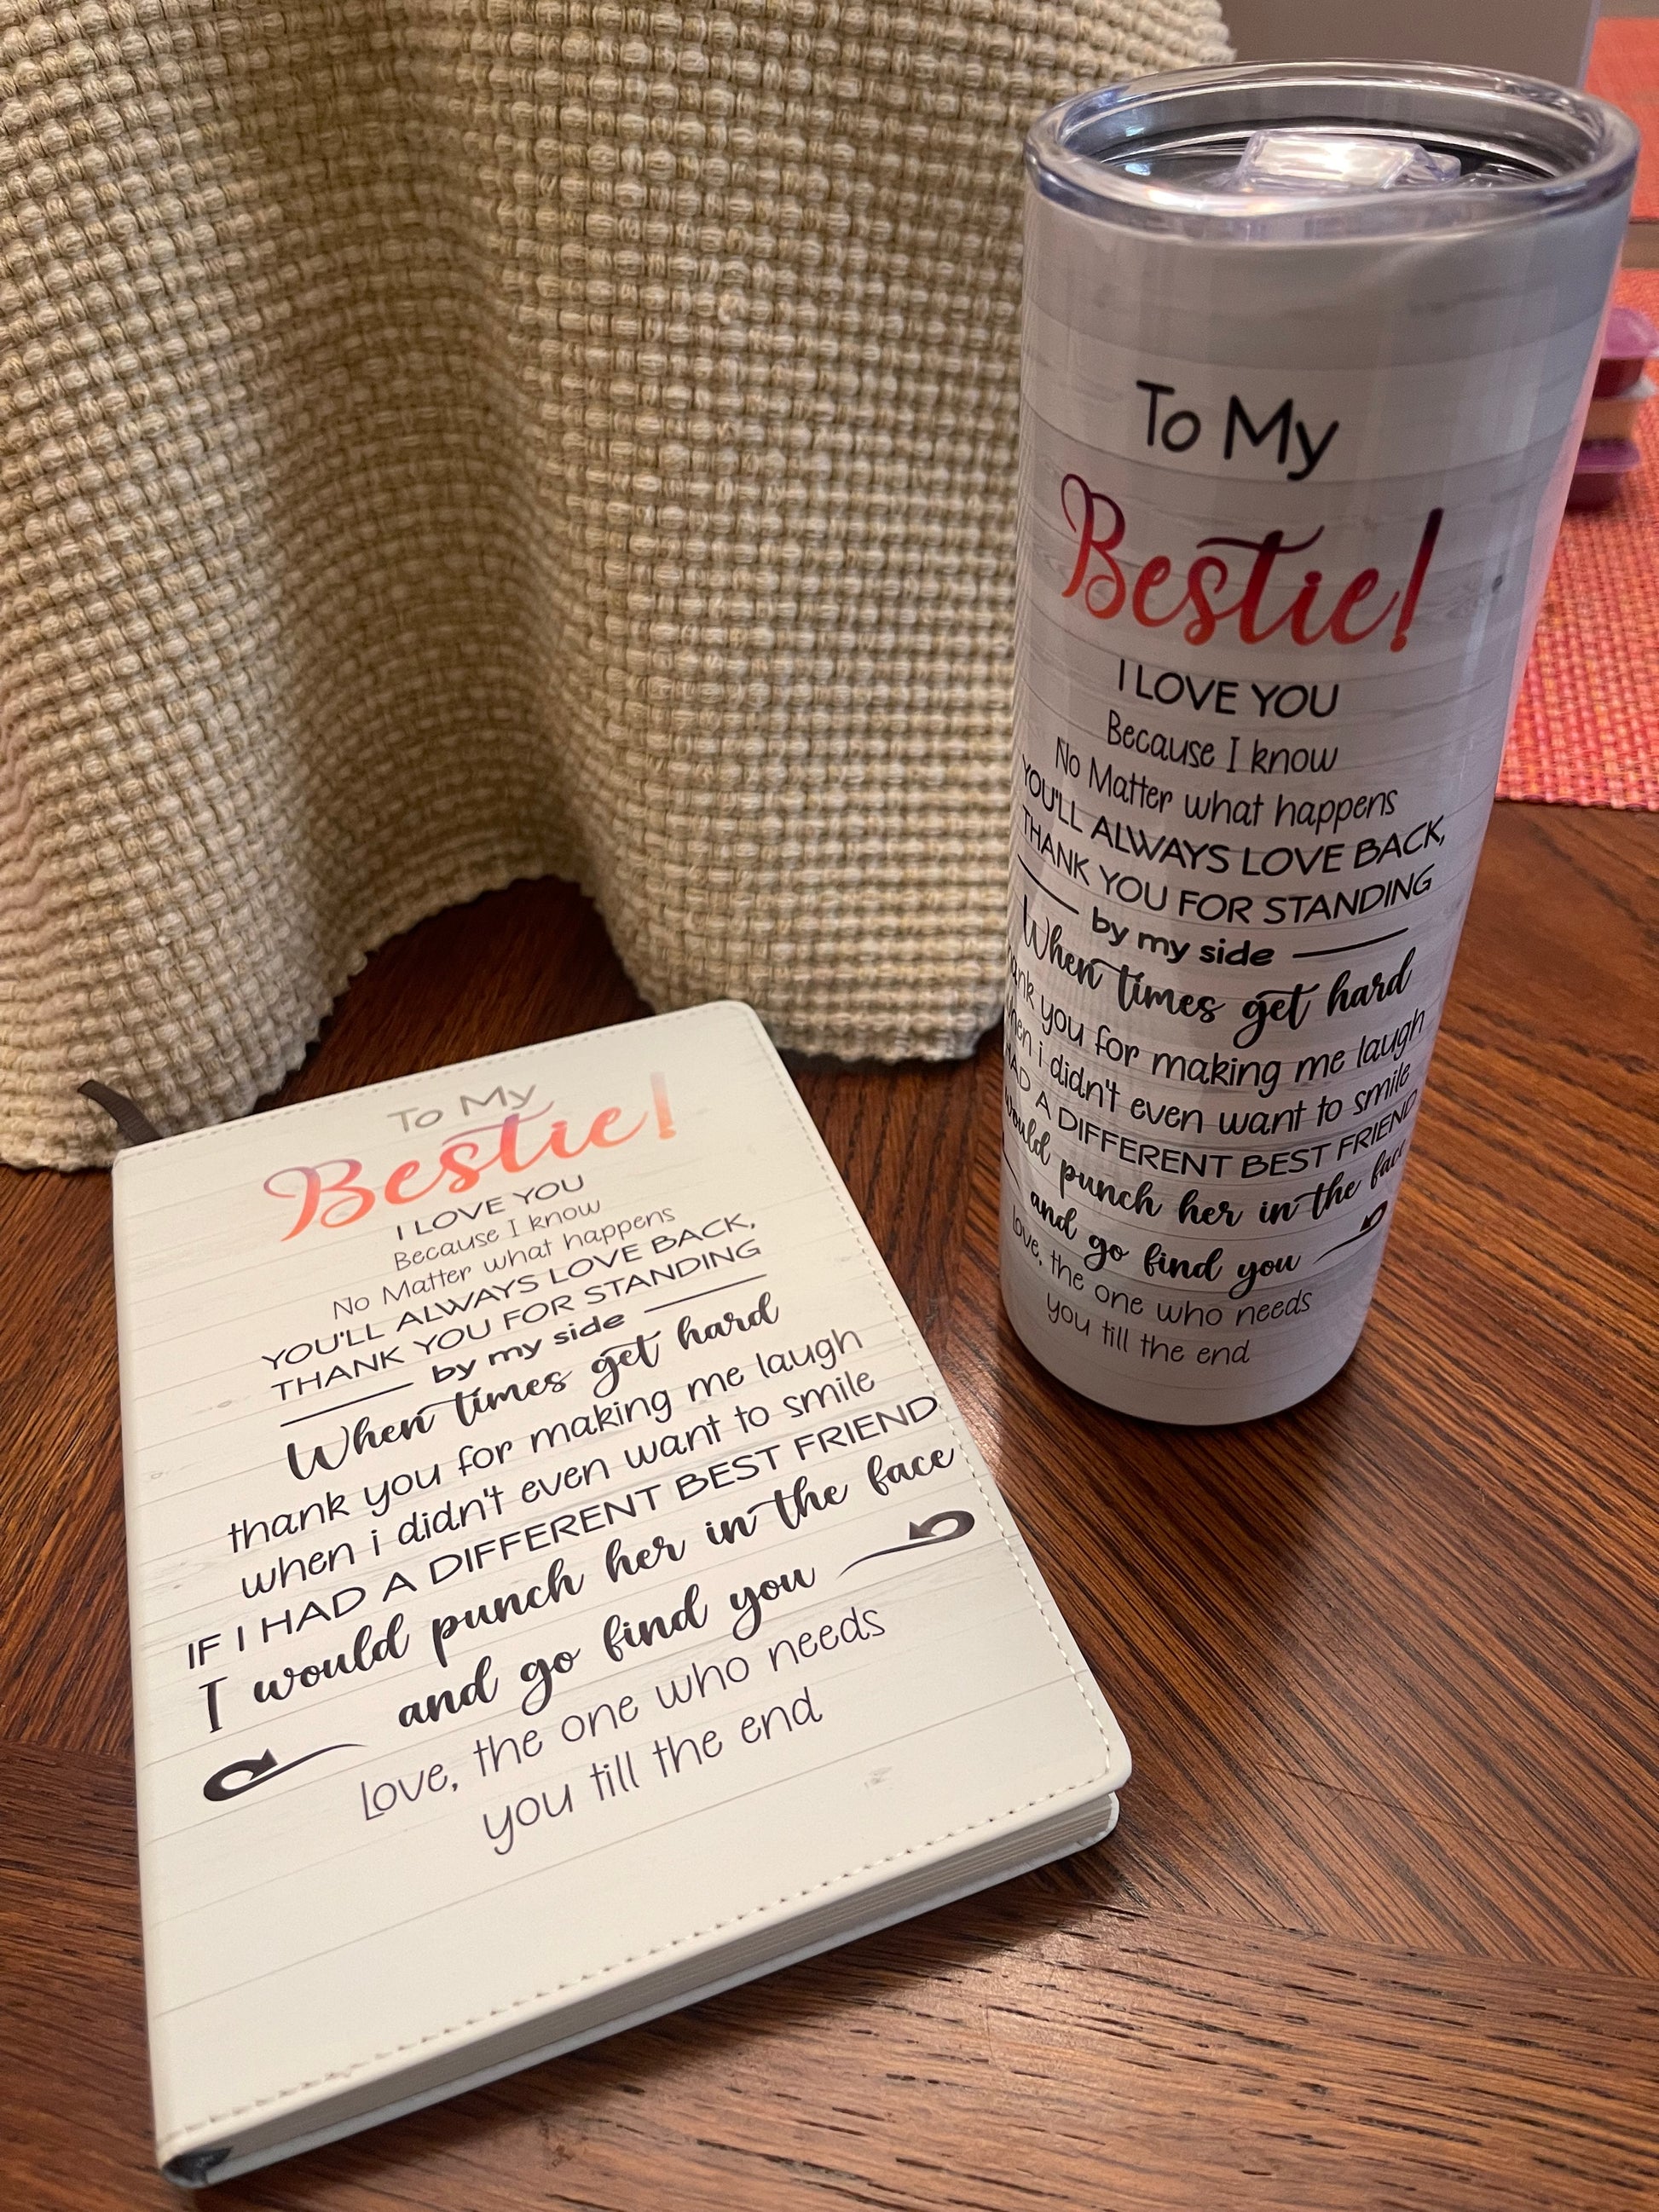 To My
Bestie!
I LOVE YOU
Because I know
No Matter what happens
YOU'LL ALWAYS LOVE BACK,
THANK YOU FOR STANDING
by my side
When times get hard
thank you for making me laugh
when i didn't even want to smile
IF I HAD A DIFFERENT BEST FRIEND
I would punch her in the face
and go find you
love, the one who needs
you till the end
To My
Bestie!
I LOVE YOU
Because I know
No Matter what happens
YOU'LL ALWAYS LOVE BACK,
THANK YOU FOR STANDING
by my side
When times get hard
you for making me laugh
i didn't even want to smile
HAD A DIFFERENT BEST FRIEND
would punch her in the face
and go find you
love, the one who needs
you till the end